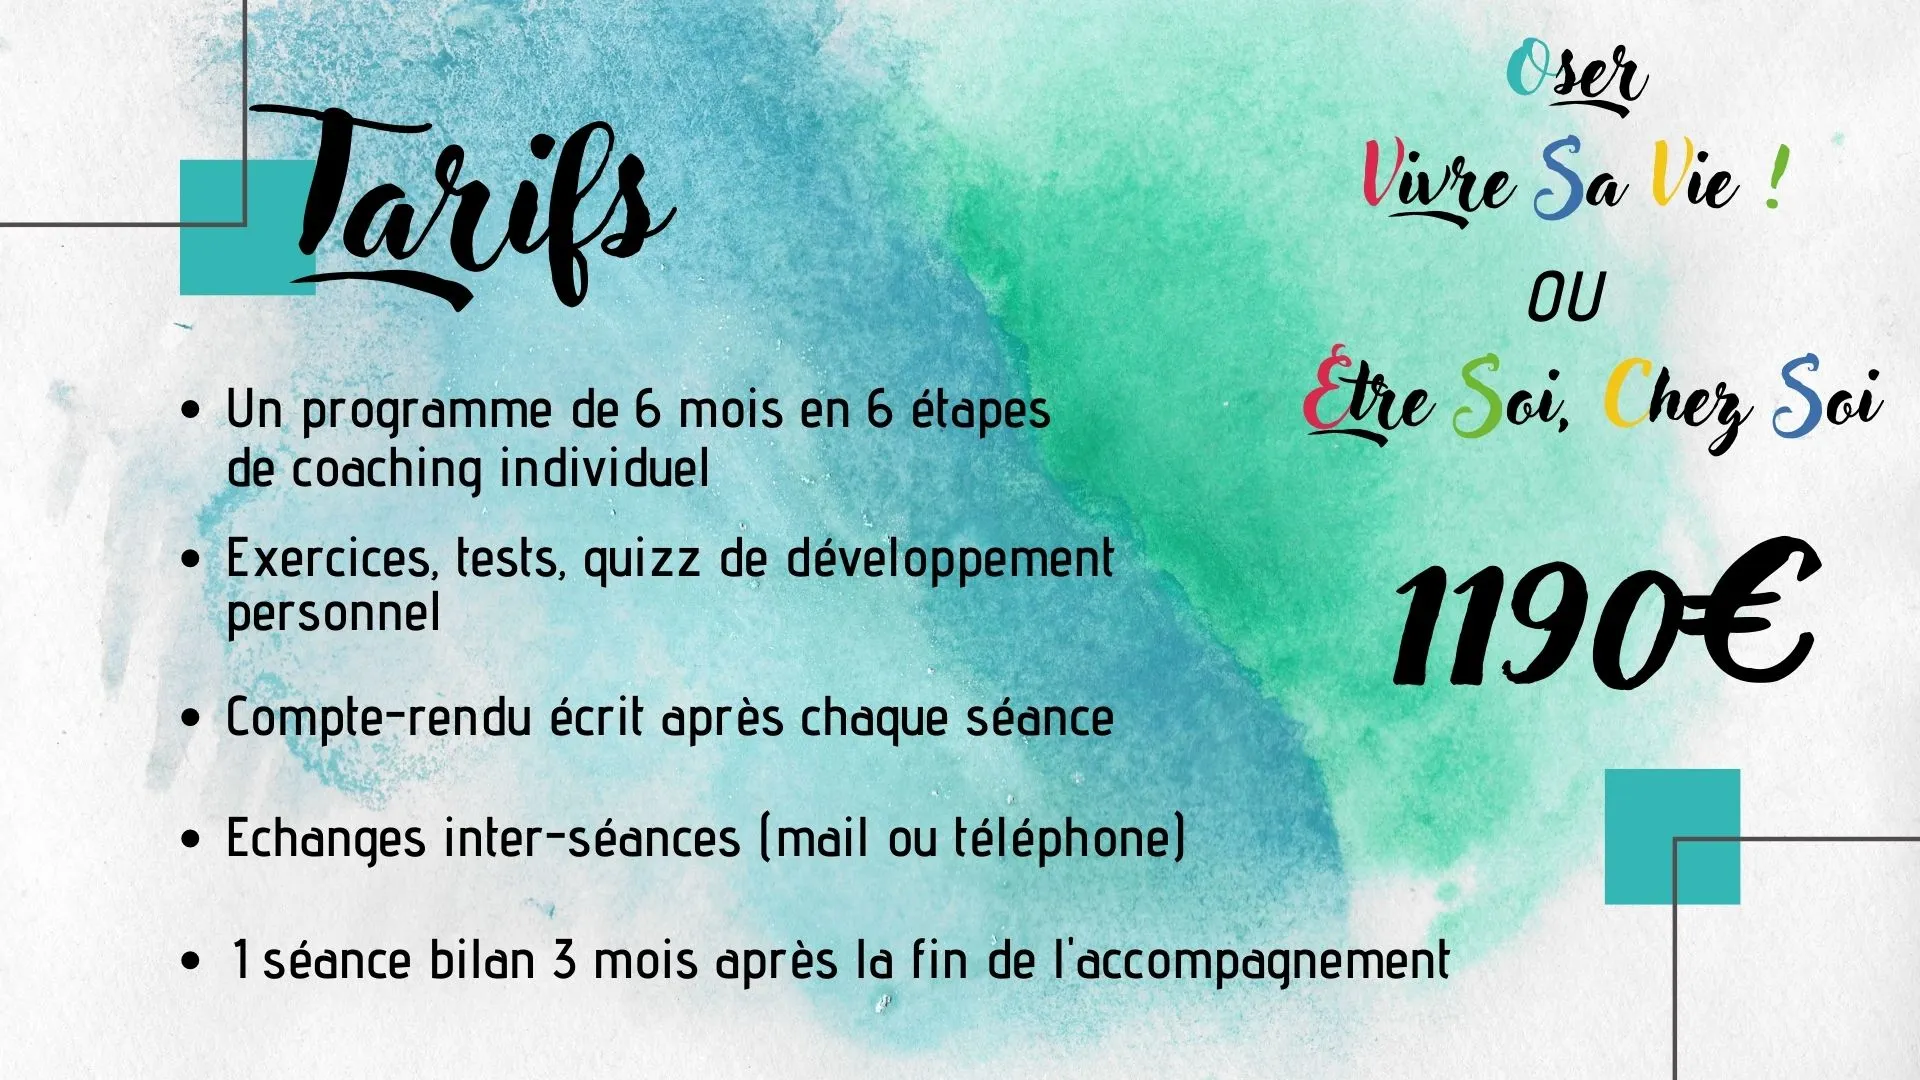 Tarifs
• Un programme de 6 mois en 6 étapes
de coaching individuel
• Exercices, tests, quizz de développement
personnel
• Compte-rendu écrit après chaque séance
• Echanges inter-séances (mail ou téléphone)
• 1 séance bilan 3 mois après la fin de l'accompagnement
Oser
Vivre Sa Vie !
OU
Être Soi, Chez Soi
1190€